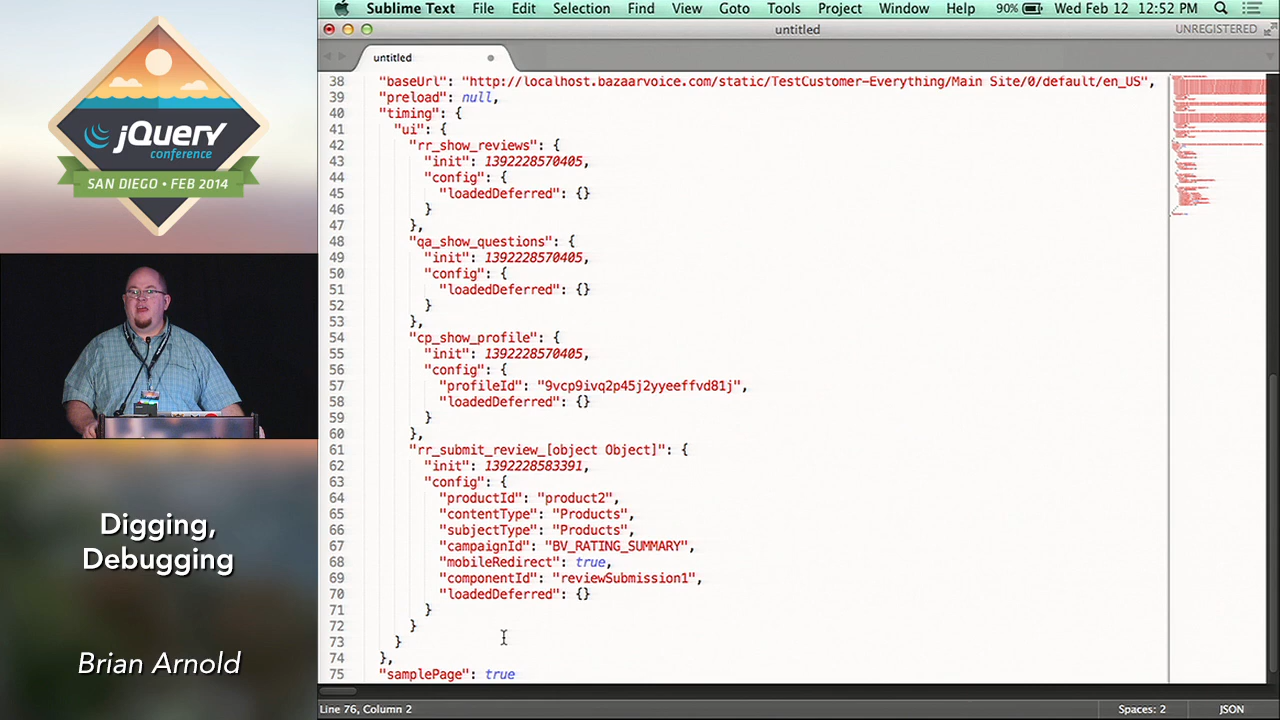 Sublime Text File Edit Selection Find View Goto Tools Project Window Help 90% Wed Feb 12 12:52 PM
untitled UNREGISTERED
untitled
jQuery
conference
SAN DIEGO • FEB 2014
38 "baseUrl": "http://localhost.bazaarvoice.com/static/TestCustomer-Everything/Main Site/0/default/en_US",
39 "preload": null,
40 "timing": {
41 "ui": {
42 "rr_show_reviews": {
43 "init": 1392228570405,
44 "config": {
45 "loadedDeferred": {}
46 }
47 },
48 "qa_show_questions": {
49 "init": 1392228570405,
50 "config": {
51 "loadedDeferred": {}
52 }
53 },
54 "cp_show_profile": {
55 "init": 1392228570405,
56 "config": {
57 "profileId": "9vcp9ivq2p45j2yyeeffvd81j",
58 "loadedDeferred": {}
59 }
60 },
61 "rr_submit_review_[object Object]": {
62 "init": 1392228583391,
63 "config": {
64 "productId": "product2",
65 "contentType": "Products",
66 "subjectType": "Products",
67 "campaignId": "BV_RATING_SUMMARY",
68 "mobileRedirect": true,
69 "componentId": "reviewSubmission1",
70 "loadedDeferred": {}
71 }
72 }
73 }
74 },
75 "samplePage": true
Digging,
Debugging
Brian Arnold
Line 76, Column 2 Spaces: 2 JSON